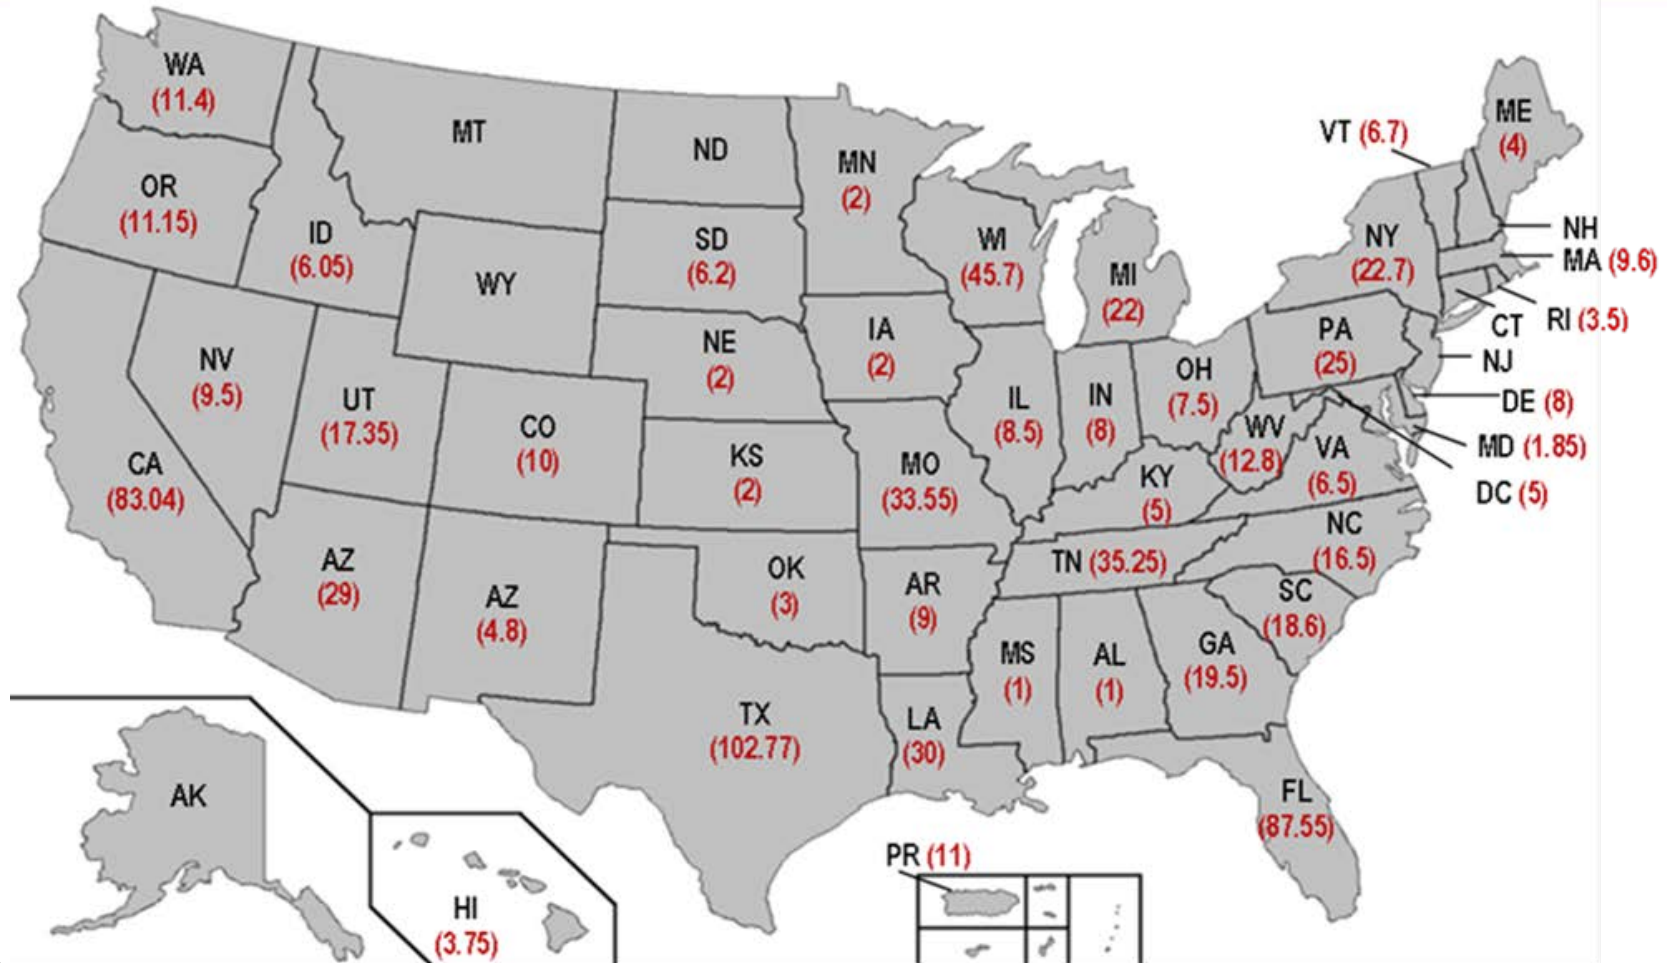 WA
(11.4)
MT
ND
MN
(2)
VT (6.7)
ME
(4)
OR
(11.15)
ID
(6.05)
SD
(6.2)
WI
(45.7)
MI
(22)
NY
(22.7)
NH
MA (9.6)
WY
RI (3.5)
CT
NV
(9.5)
NE
(2)
IA
(2)
PA
(25)
NJ
UT
(17.35)
CO
(10)
IL
(8.5)
IN
(8)
OH
(7.5)
DE (8)
CA
(83.04)
KS
(2)
MO
(33.55)
WV
(12.8)
VA
(6.5)
MD (1.85)
KY
(5)
DC (5)
AZ
(29)
AZ
(4.8)
OK
(3)
AR
(9)
TN (35.25)
NC
(16.5)
SC
(18.6)
MS
(1)
AL
(1)
GA
(19.5)
TX
(102.77)
LA
(30)
FL
(87.55)
AK
HI
(3.75)
PR (11)